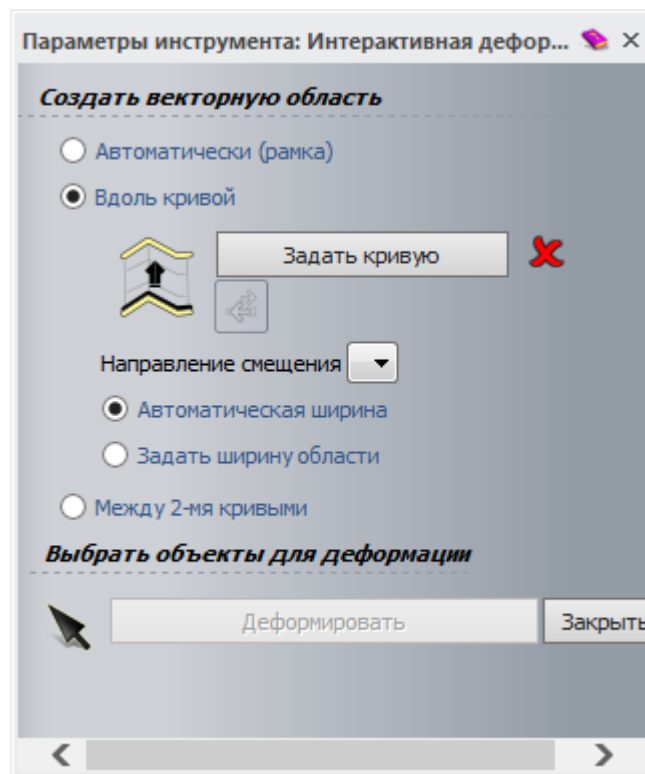 Параметры инструмента: Интерактивная дефор...
Создать векторную область
Автоматически (рамка)
Вдоль кривой
Задать кривую
Направление смещения
Автоматическая ширина
Задать ширину области
Между 2-мя кривыми
Выбрать объекты для деформации
Деформировать
Закрыть